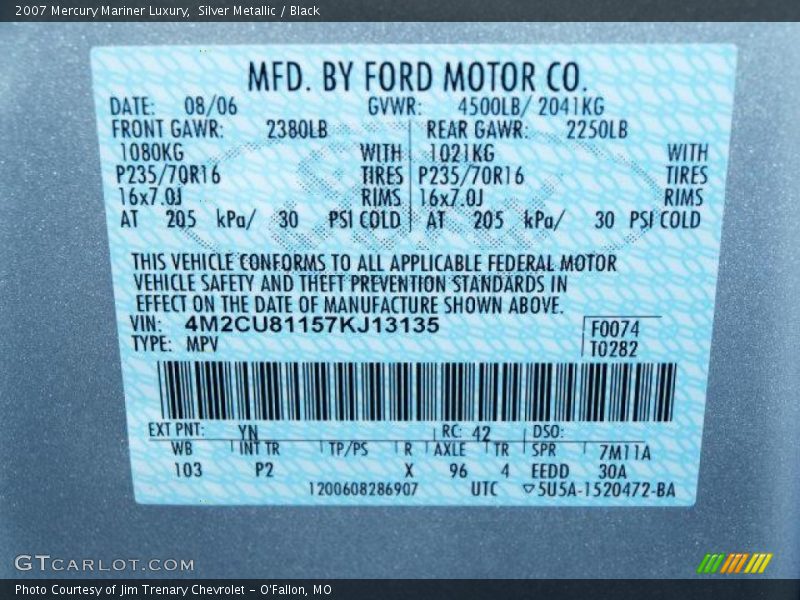 2007 Mercury Mariner Luxury,  Silver Metallic / Black
MFD. BY FORD MOTOR CO.
DATE: 08/06 GVWR: 4500LB/ 2041KG
FRONT GAWR: 2380LB REAR GAWR: 2250LB
1080KG WITH 1021KG WITH
P235/70R16 TIRES P235/70R16 TIRES
16x7.0J RIMS 16x7.0J RIMS
AT 205 kPa/ 30 PSI COLD AT 205 kPa/ 30 PSI COLD
THIS VEHICLE CONFORMS TO ALL APPLICABLE FEDERAL MOTOR
VEHICLE SAFETY AND THEFT PREVENTION STANDARDS IN
EFFECT ON THE DATE OF MANUFACTURE SHOWN ABOVE.
VIN: 4M2CU81157KJ13135 F0074
TYPE: MPV T0282
EXT PNT: YN RC: 42 DSO:
WB INT TR TP/PS R AXLE TR SPR 7M11A
103 P2 X 96 4 EEDD 30A
1200608286907 UTC ▽5U5A-1520472-BA
GTCARLOT.COM
Photo Courtesy of Jim Trenary Chevrolet - O'Fallon, MO